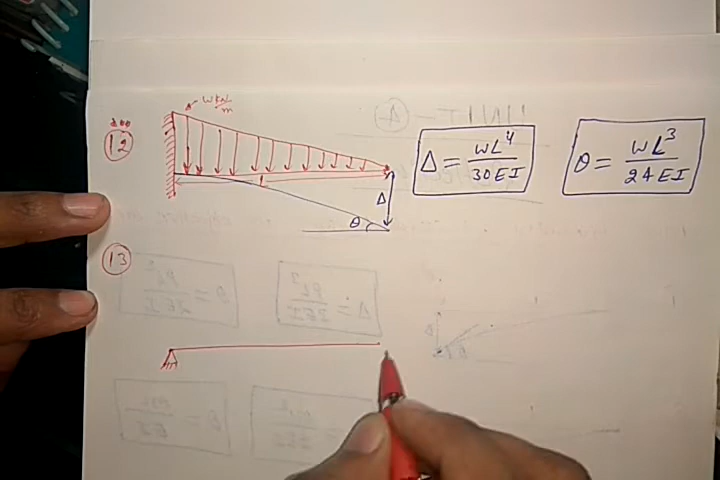 12
w kN/m
L
Δ = wL⁴/30EI
θ = wL³/24EI
Δ
θ
13